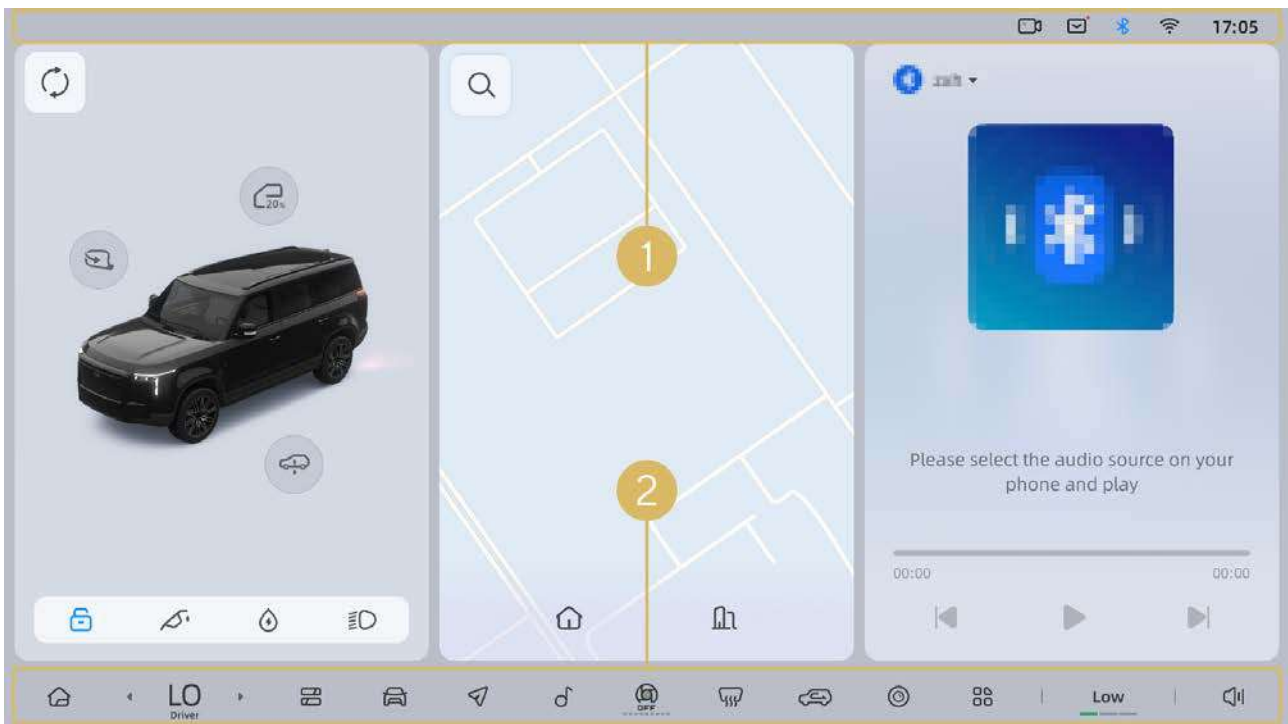 17:05
20%
1
Please select the audio source on your
phone and play
2
00:00
00:00
LO
Driver
OFF
Low